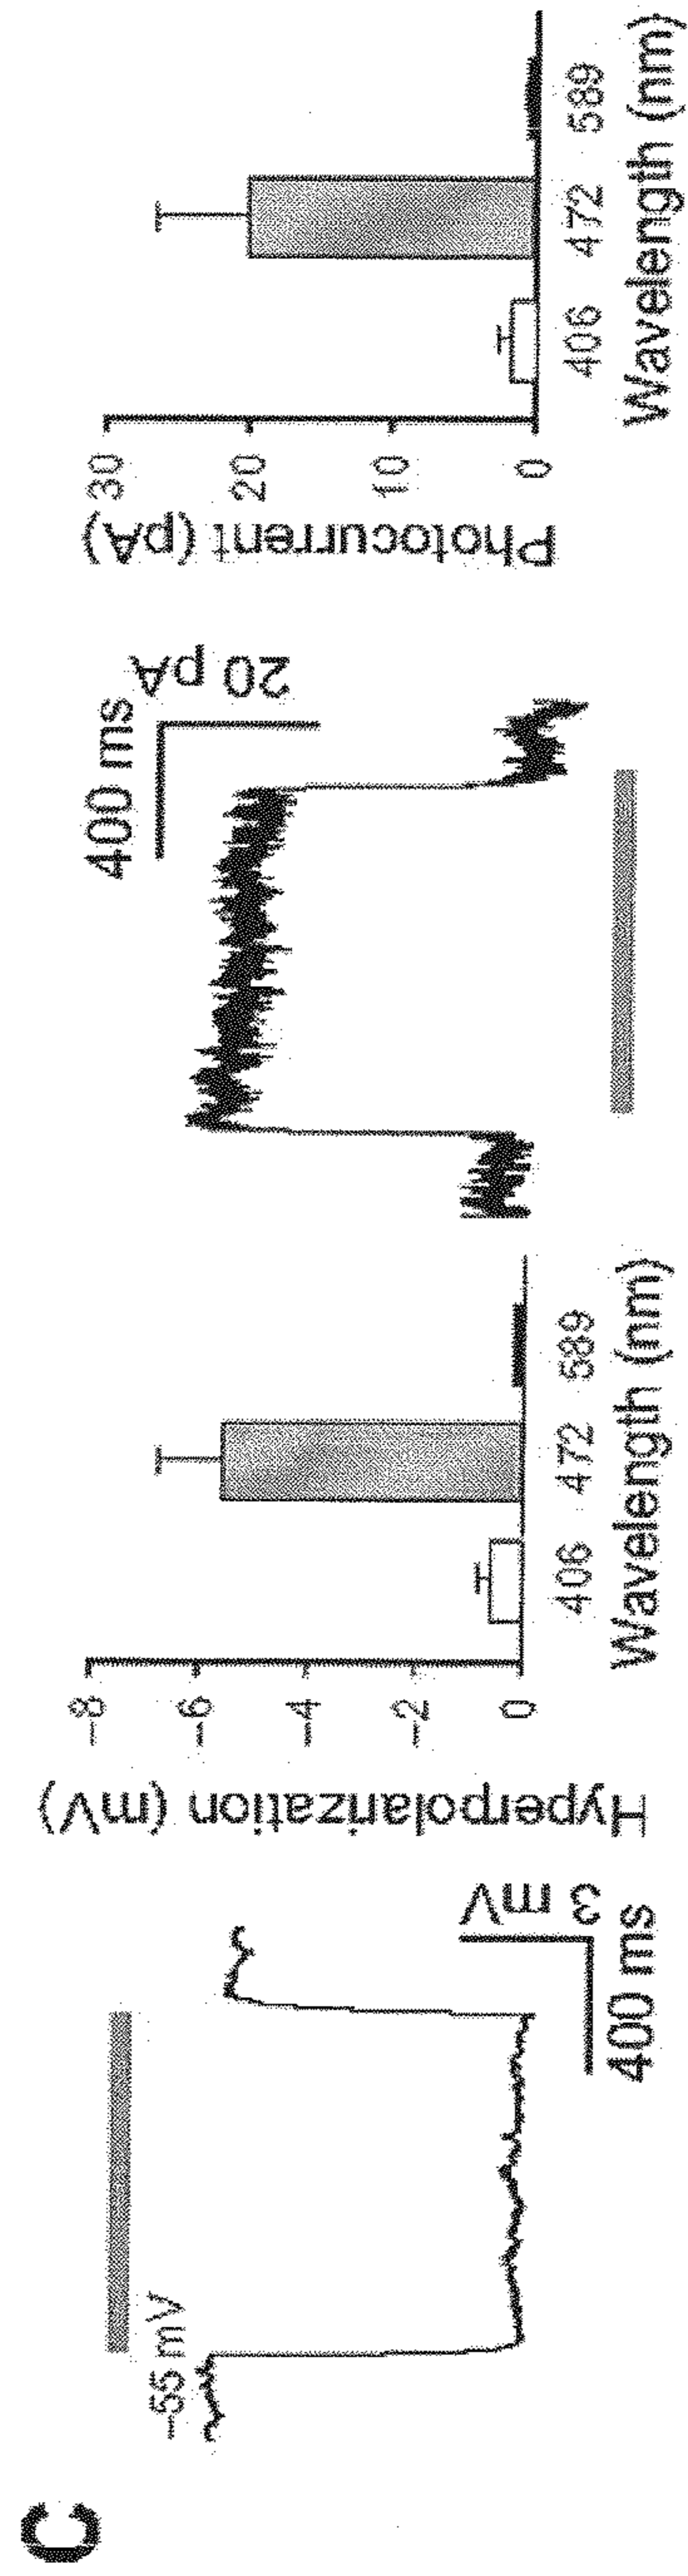 C
–55 mV
3 mV
400 ms
Hyperpolarization (mV)
–8
–6
–4
–2
0
406 472 589
Wavelength (nm)
400 ms
20 pA
Photocurrent (pA)
30
20
10
0
406 472 589
Wavelength (nm)